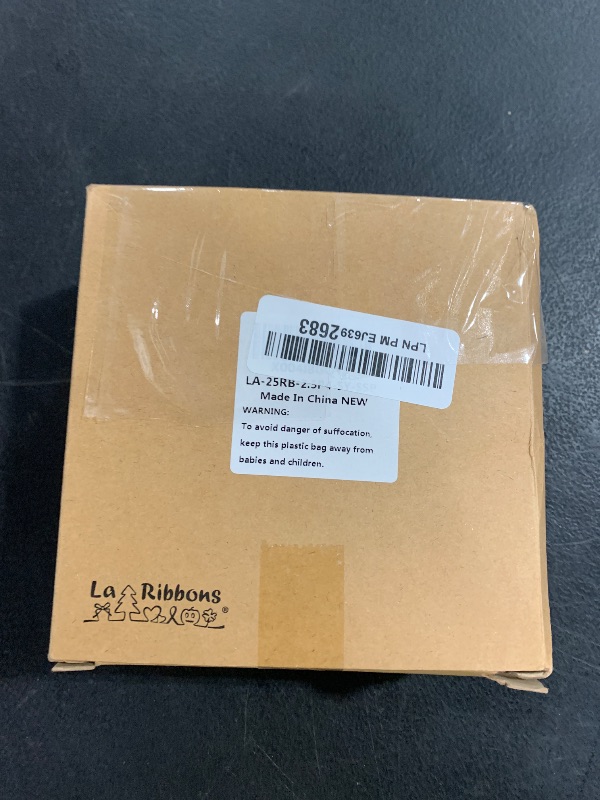 LPN PM EJ6392683
LA-25RB-2.5
Made In China NEW
WARNING:
To avoid danger of suffocation,
keep this plastic bag away from
babies and children.
La Ribbons
®